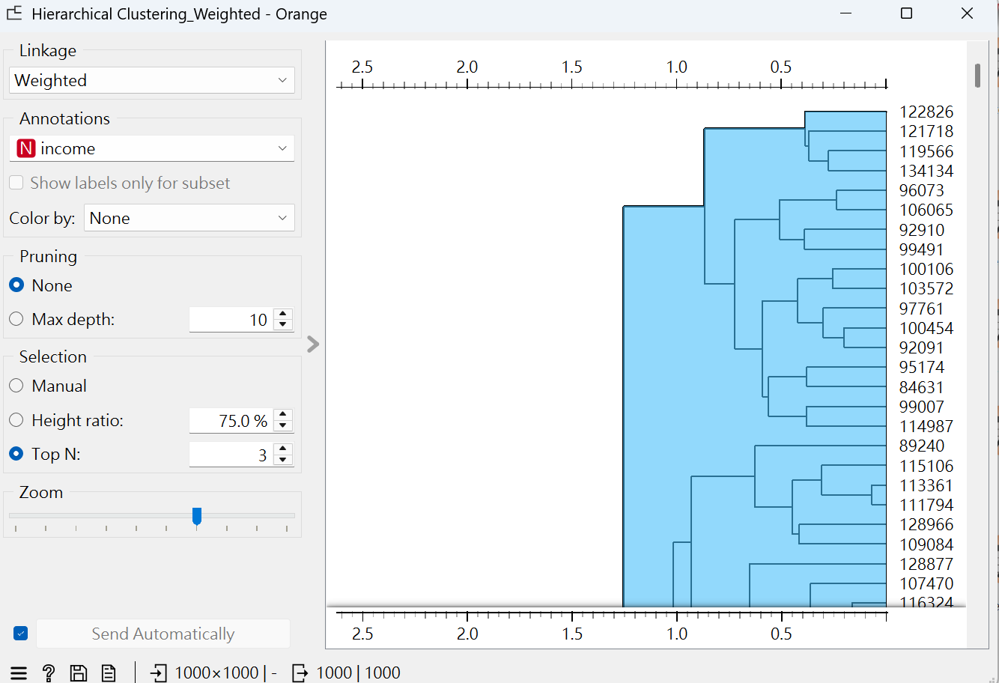 Hierarchical Clustering_Weighted - Orange
Linkage
Weighted
Annotations
N income
Show labels only for subset
Color by: None
Pruning
None
Max depth: 10
Selection
Manual
Height ratio: 75.0 %
Top N: 3
Zoom
Send Automatically
2.5 2.0 1.5 1.0 0.5
122826
121718
119566
134134
96073
106065
92910
99491
100106
103572
97761
100454
92091
95174
84631
99007
114987
89240
115106
113361
111794
128966
109084
128877
107470
116324
2.5 2.0 1.5 1.0 0.5
? 1000×1000 | - 1000 | 1000